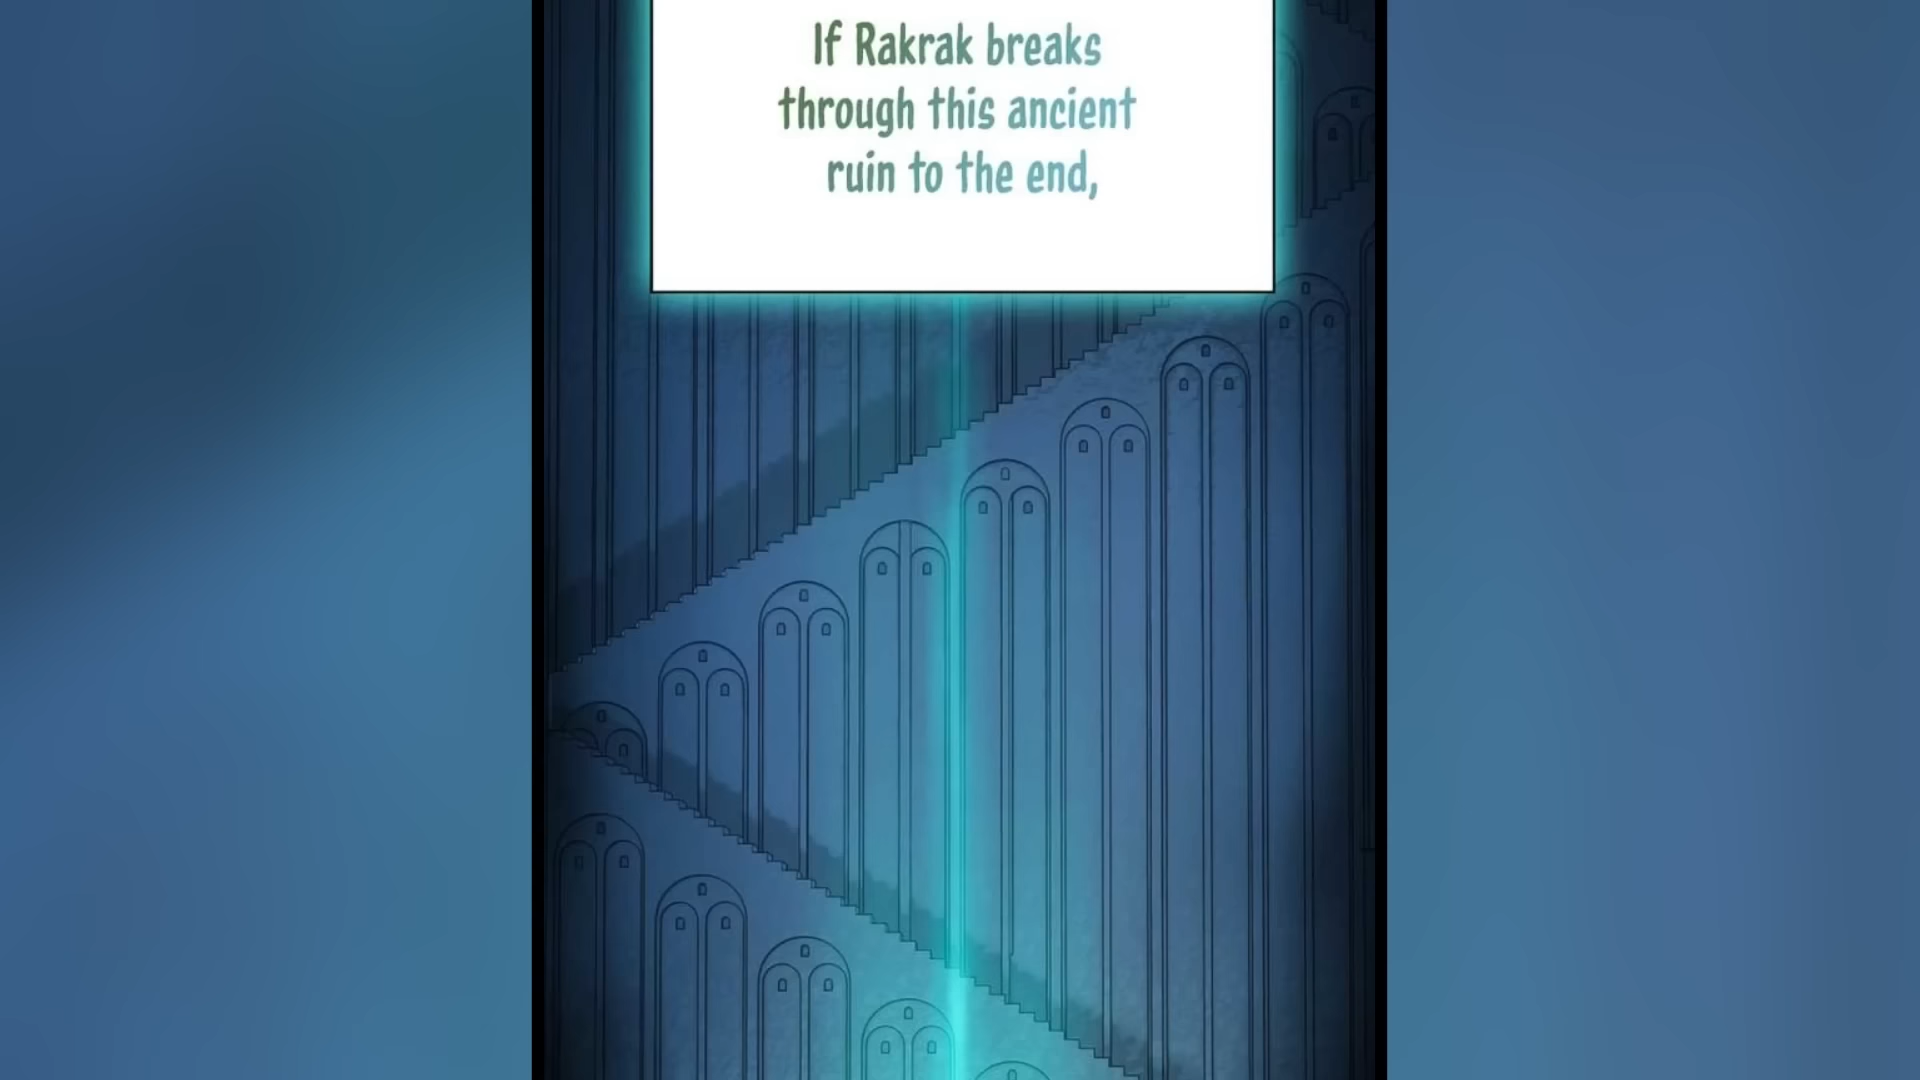 If Rakrak breaks
through this ancient
ruin to the end,